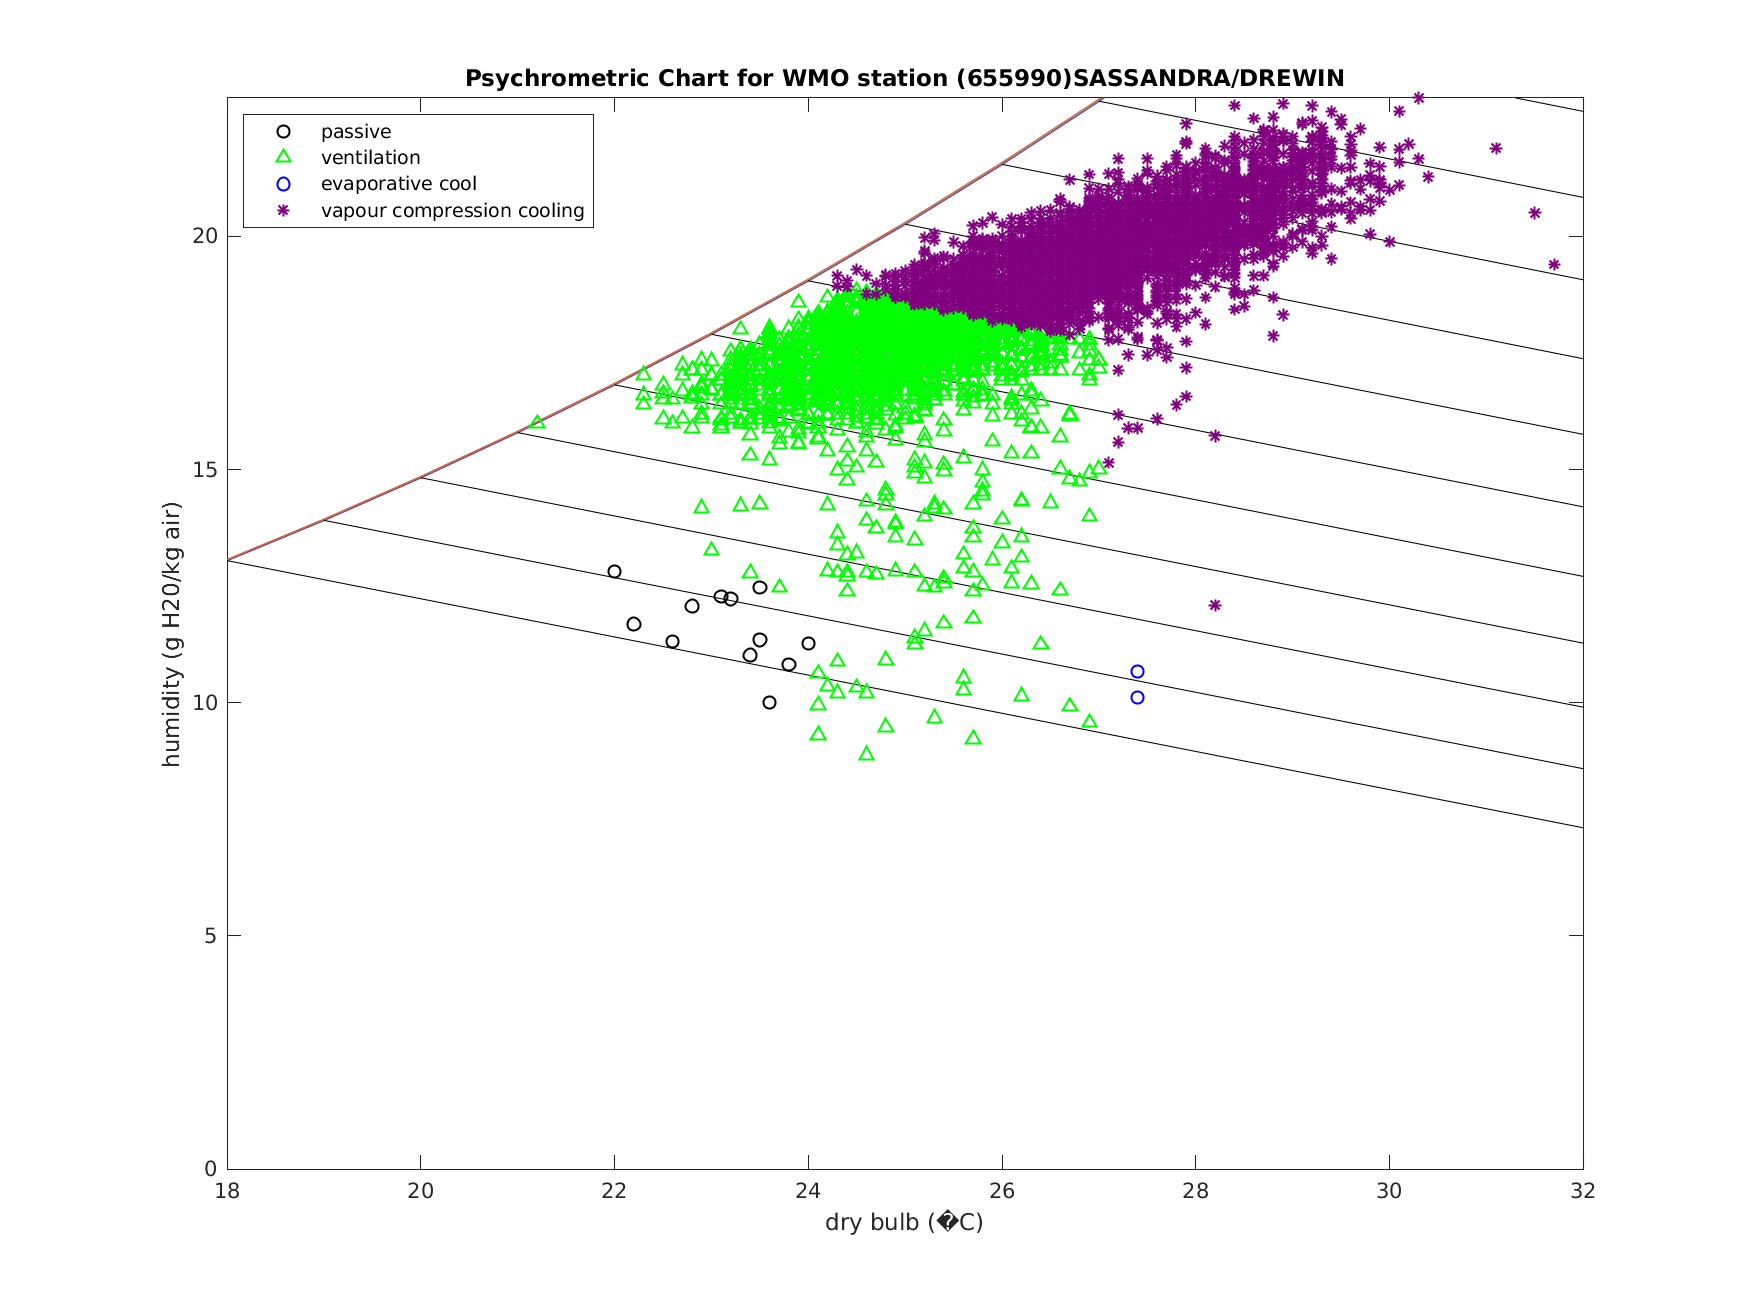 Psychrometric Chart for WMO station (655990)SASSANDRA/DREWIN
passive
ventilation
evaporative cool
vapour compression cooling
humidity (g H20/kg air)
20
15
10
5
0
18 20 22 24 26 28 30 32
dry bulb (�C)